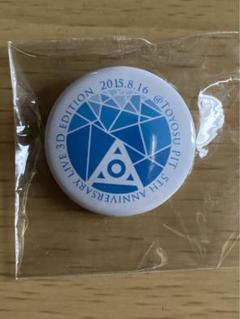 2015.8.16 @TOYOSU PIT 5TH ANNIVERSARY LIVE 3D EDITION